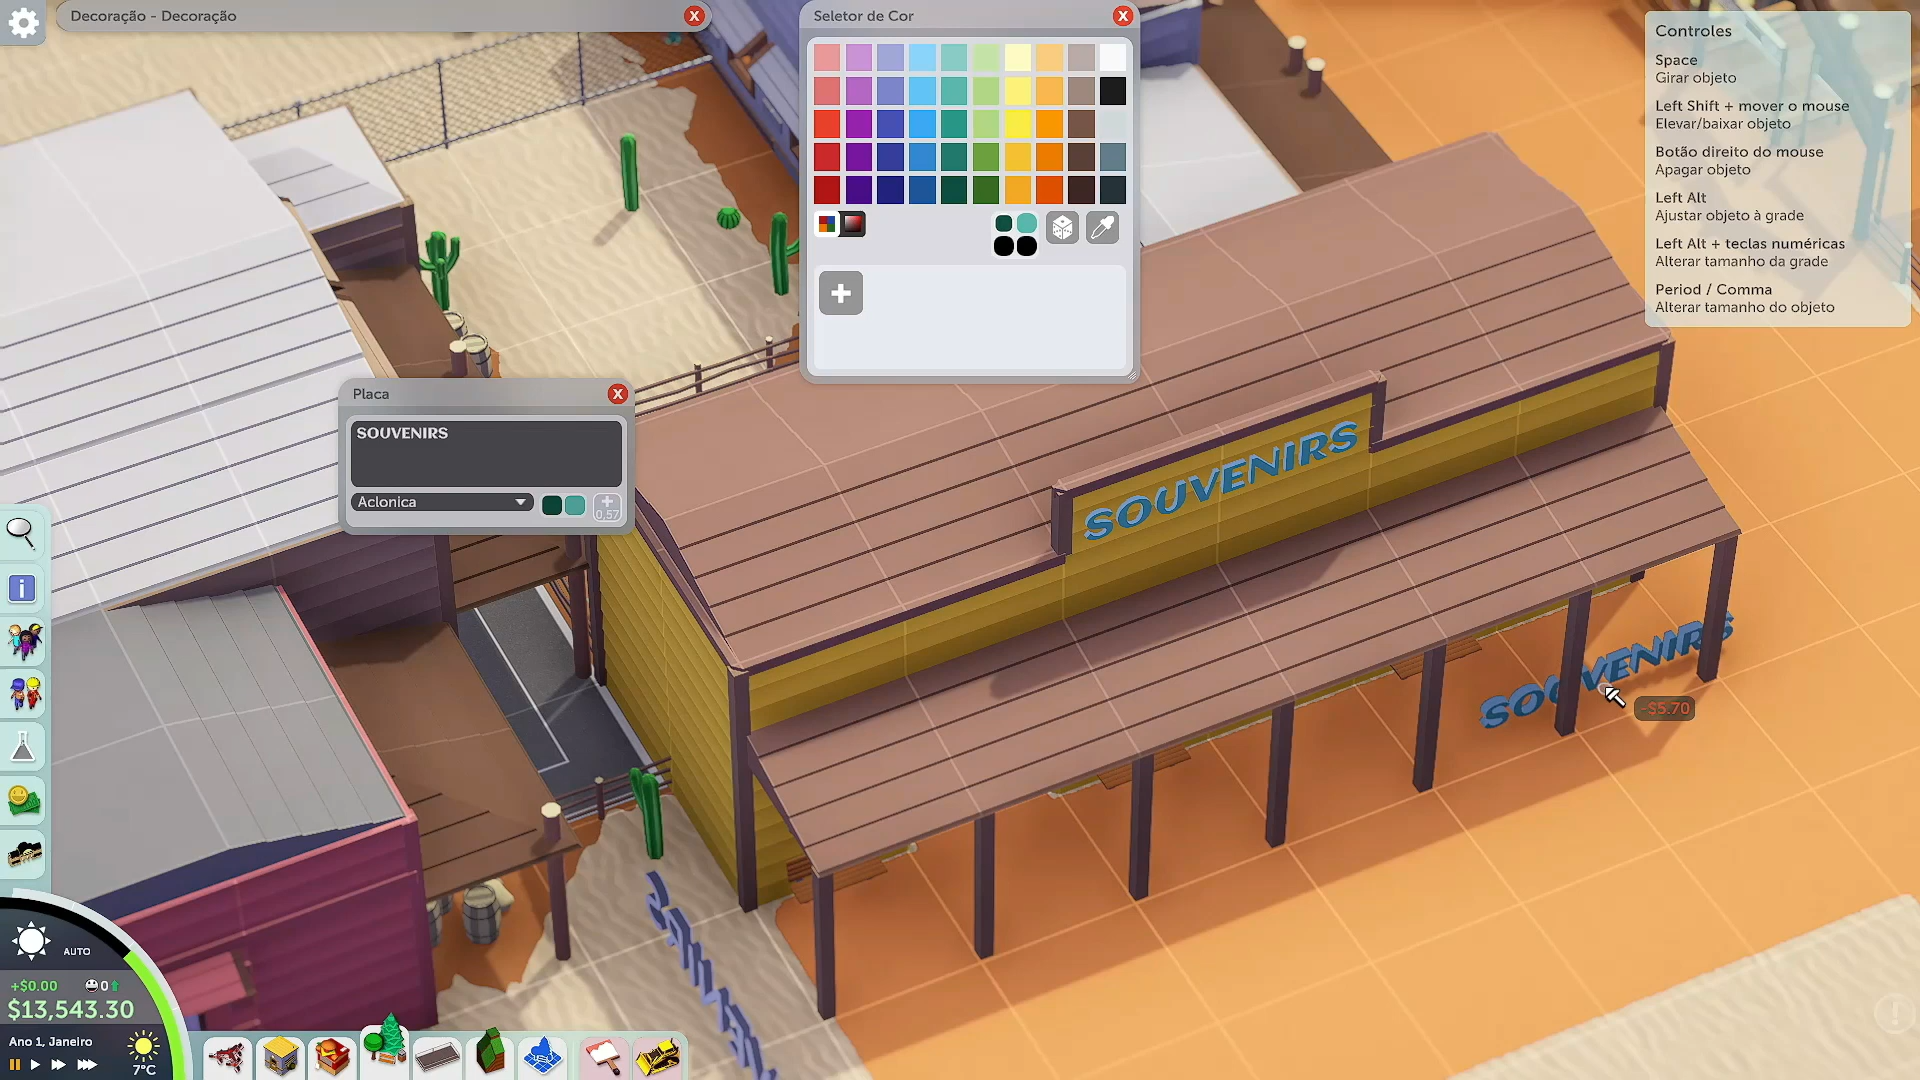 Decoração - Decoração
Seletor de Cor
Controles
Space
Girar objeto
Left Shift + mover o mouse
Elevar/baixar objeto
Botão direito do mouse
Apagar objeto
Left Alt
Ajustar objeto à grade
Left Alt + teclas numéricas
Alterar tamanho da grade
Period / Comma
Alterar tamanho do objeto
Placa
SOUVENIRS
Aclonica
0,57
SOUVENIRS
SOUVENIRS
-$5.70
AUTO
+$0.00
0
$13,543.30
Ano 1, Janeiro
7°C